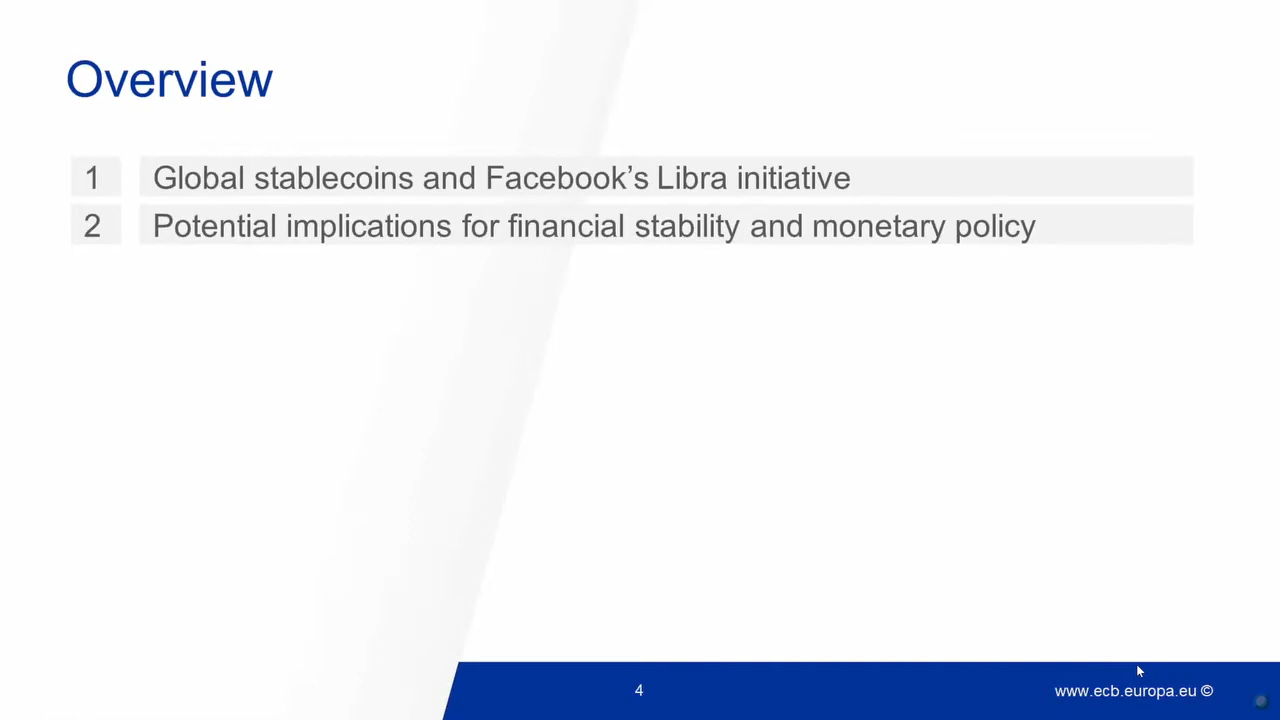 Overview
1 Global stablecoins and Facebook’s Libra initiative
2 Potential implications for financial stability and monetary policy
4
www.ecb.europa.eu ©